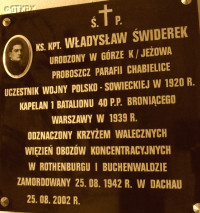 Ś. P.
KS. KPT. WŁADYSŁAW ŚWIDEREK
URODZONY W GÓRZE K/JEŻOWA
PROBOSZCZ PARAFII CHABIELICE
UCZESTNIK WOJNY POLSKO-SOWIECKIEJ W 1920 R.
KAPELAN 1 BATALIONU 40 P.P. BRONIĄCEGO
WARSZAWY W 1939 R.
ODZNACZONY KRZYŻEM WALECZNYCH
WIĘZIEŃ OBOZÓW KONCENTRACYJNYCH
W ROTHENBURGU I BUCHENWALDZIE
ZAMORDOWANY 25.08.1942 R. W DACHAU
25.08.2002 R.